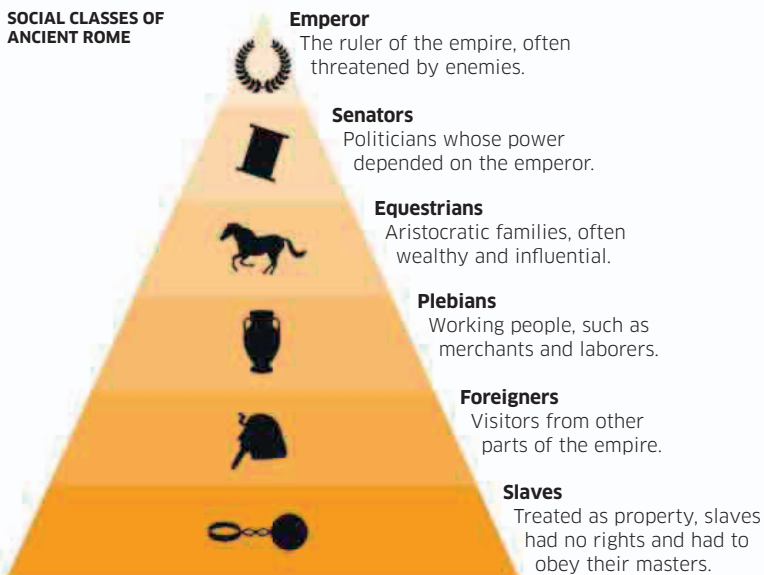 SOCIAL CLASSES OF
ANCIENT ROME
Emperor
The ruler of the empire, often
threatened by enemies.
Senators
Politicians whose power
depended on the emperor.
Equestrians
Aristocratic families, often
wealthy and influential.
Plebians
Working people, such as
merchants and laborers.
Foreigners
Visitors from other
parts of the empire.
Slaves
Treated as property, slaves
had no rights and had to
obey their masters.